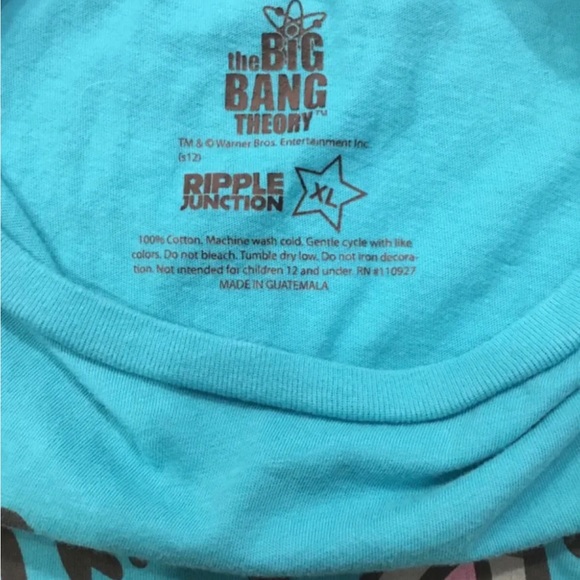 the BIG
BANG
THEORY™
TM & © Warner Bros. Entertainment Inc.
(s12)
RIPPLE
JUNCTION
XL
100% Cotton. Machine wash cold. Gentle cycle with like
colors. Do not bleach. Tumble dry low. Do not iron decora-
tion. Not intended for children 12 and under. RN #110927
MADE IN GUATEMALA